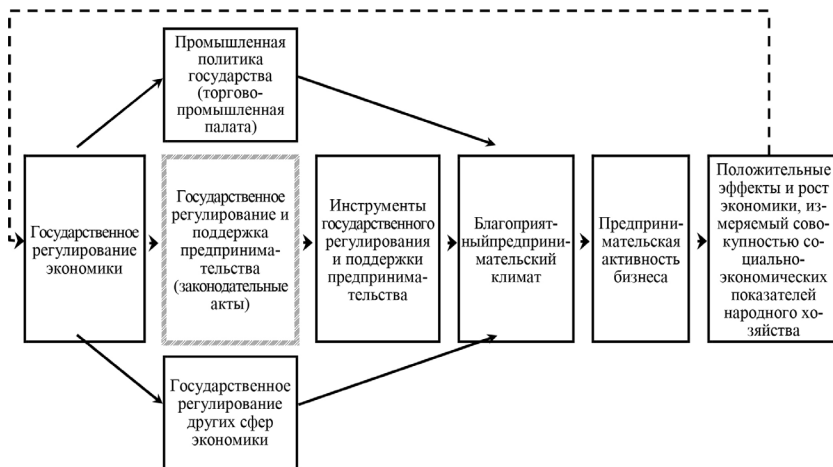 Промышленная
политика
государства
(торгово-
промышленная
палата)
Государственное
регулирование
экономики
Государственное
регулирование и
поддержка
предпринима-
тельства
(законодательные
акты)
Инструменты
государственного
регулирования
и поддержки
предпринима-
тельства
Благоприят-
ныйпредприни-
мательский
климат
Предприни-
мательская
активность
бизнеса
Положительные
эффекты и рост
экономики, из-
меряемый сово-
купностью со-
циально-
экономических
показателей
народного хо-
зяйства
Государственное
регулирование
других сфер
экономики